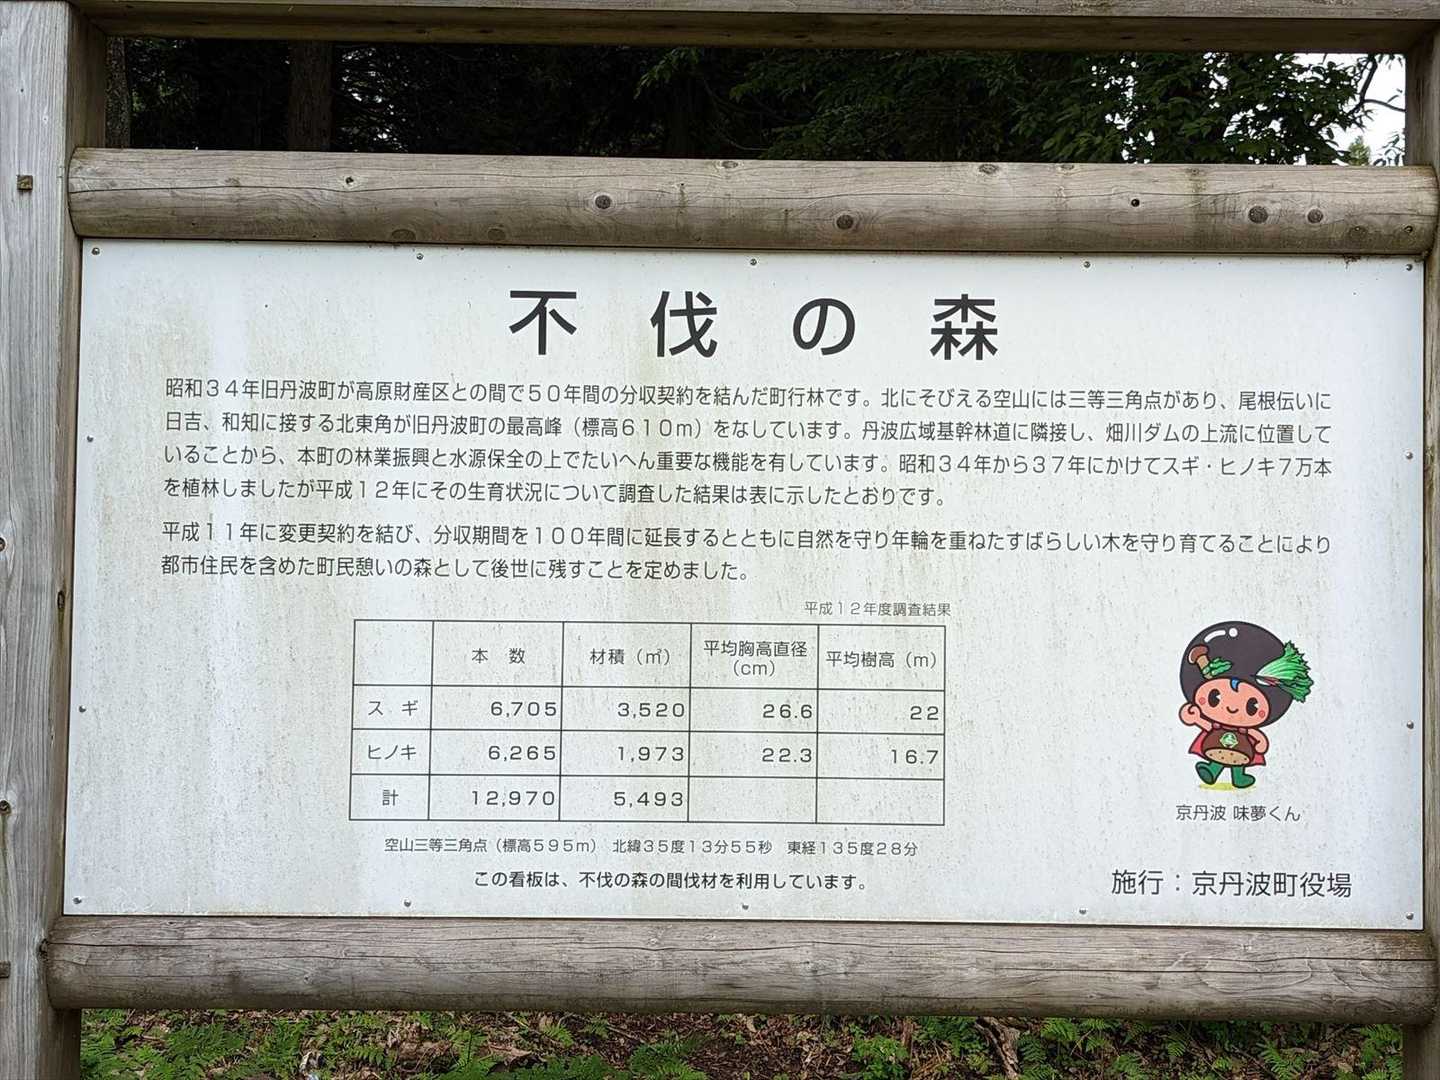 不伐の森
昭和３４年旧丹波町が高原財産区との間で５０年間の分収契約を結んだ町行林です。北にそびえる空山には三等三角点があり、尾根伝いに
日吉、和知に接する北東角が旧丹波町の最高峰（標高６１０ｍ）をなしています。丹波広域基幹林道に隣接し、畑川ダムの上流に位置して
いることから、本町の林業振興と水源保全の上でたいへん重要な機能を有しています。昭和３４年から３７年にかけてスギ・ヒノキ７万本
を植林しましたが平成１２年にその生育状況について調査した結果は表に示したとおりです。
平成１１年に変更契約を結び、分収期間を１００年間に延長するとともに自然を守り年輪を重ねたすばらしい木を守り育てることにより
都市住民を含めた町民憩いの森として後世に残すことを定めました。
平成１２年度調査結果
本　数　材積（㎥）　平均胸高直径（cm）　平均樹高（m）
スギ　6,705　3,520　26.6　22
ヒノキ　6,265　1,973　22.3　16.7
計　12,970　5,493
空山三等三角点（標高５９５ｍ）　北緯３５度１３分５５秒　東経１３５度２８分
この看板は、不伐の森の間伐材を利用しています。
京丹波 味夢くん
施行：京丹波町役場